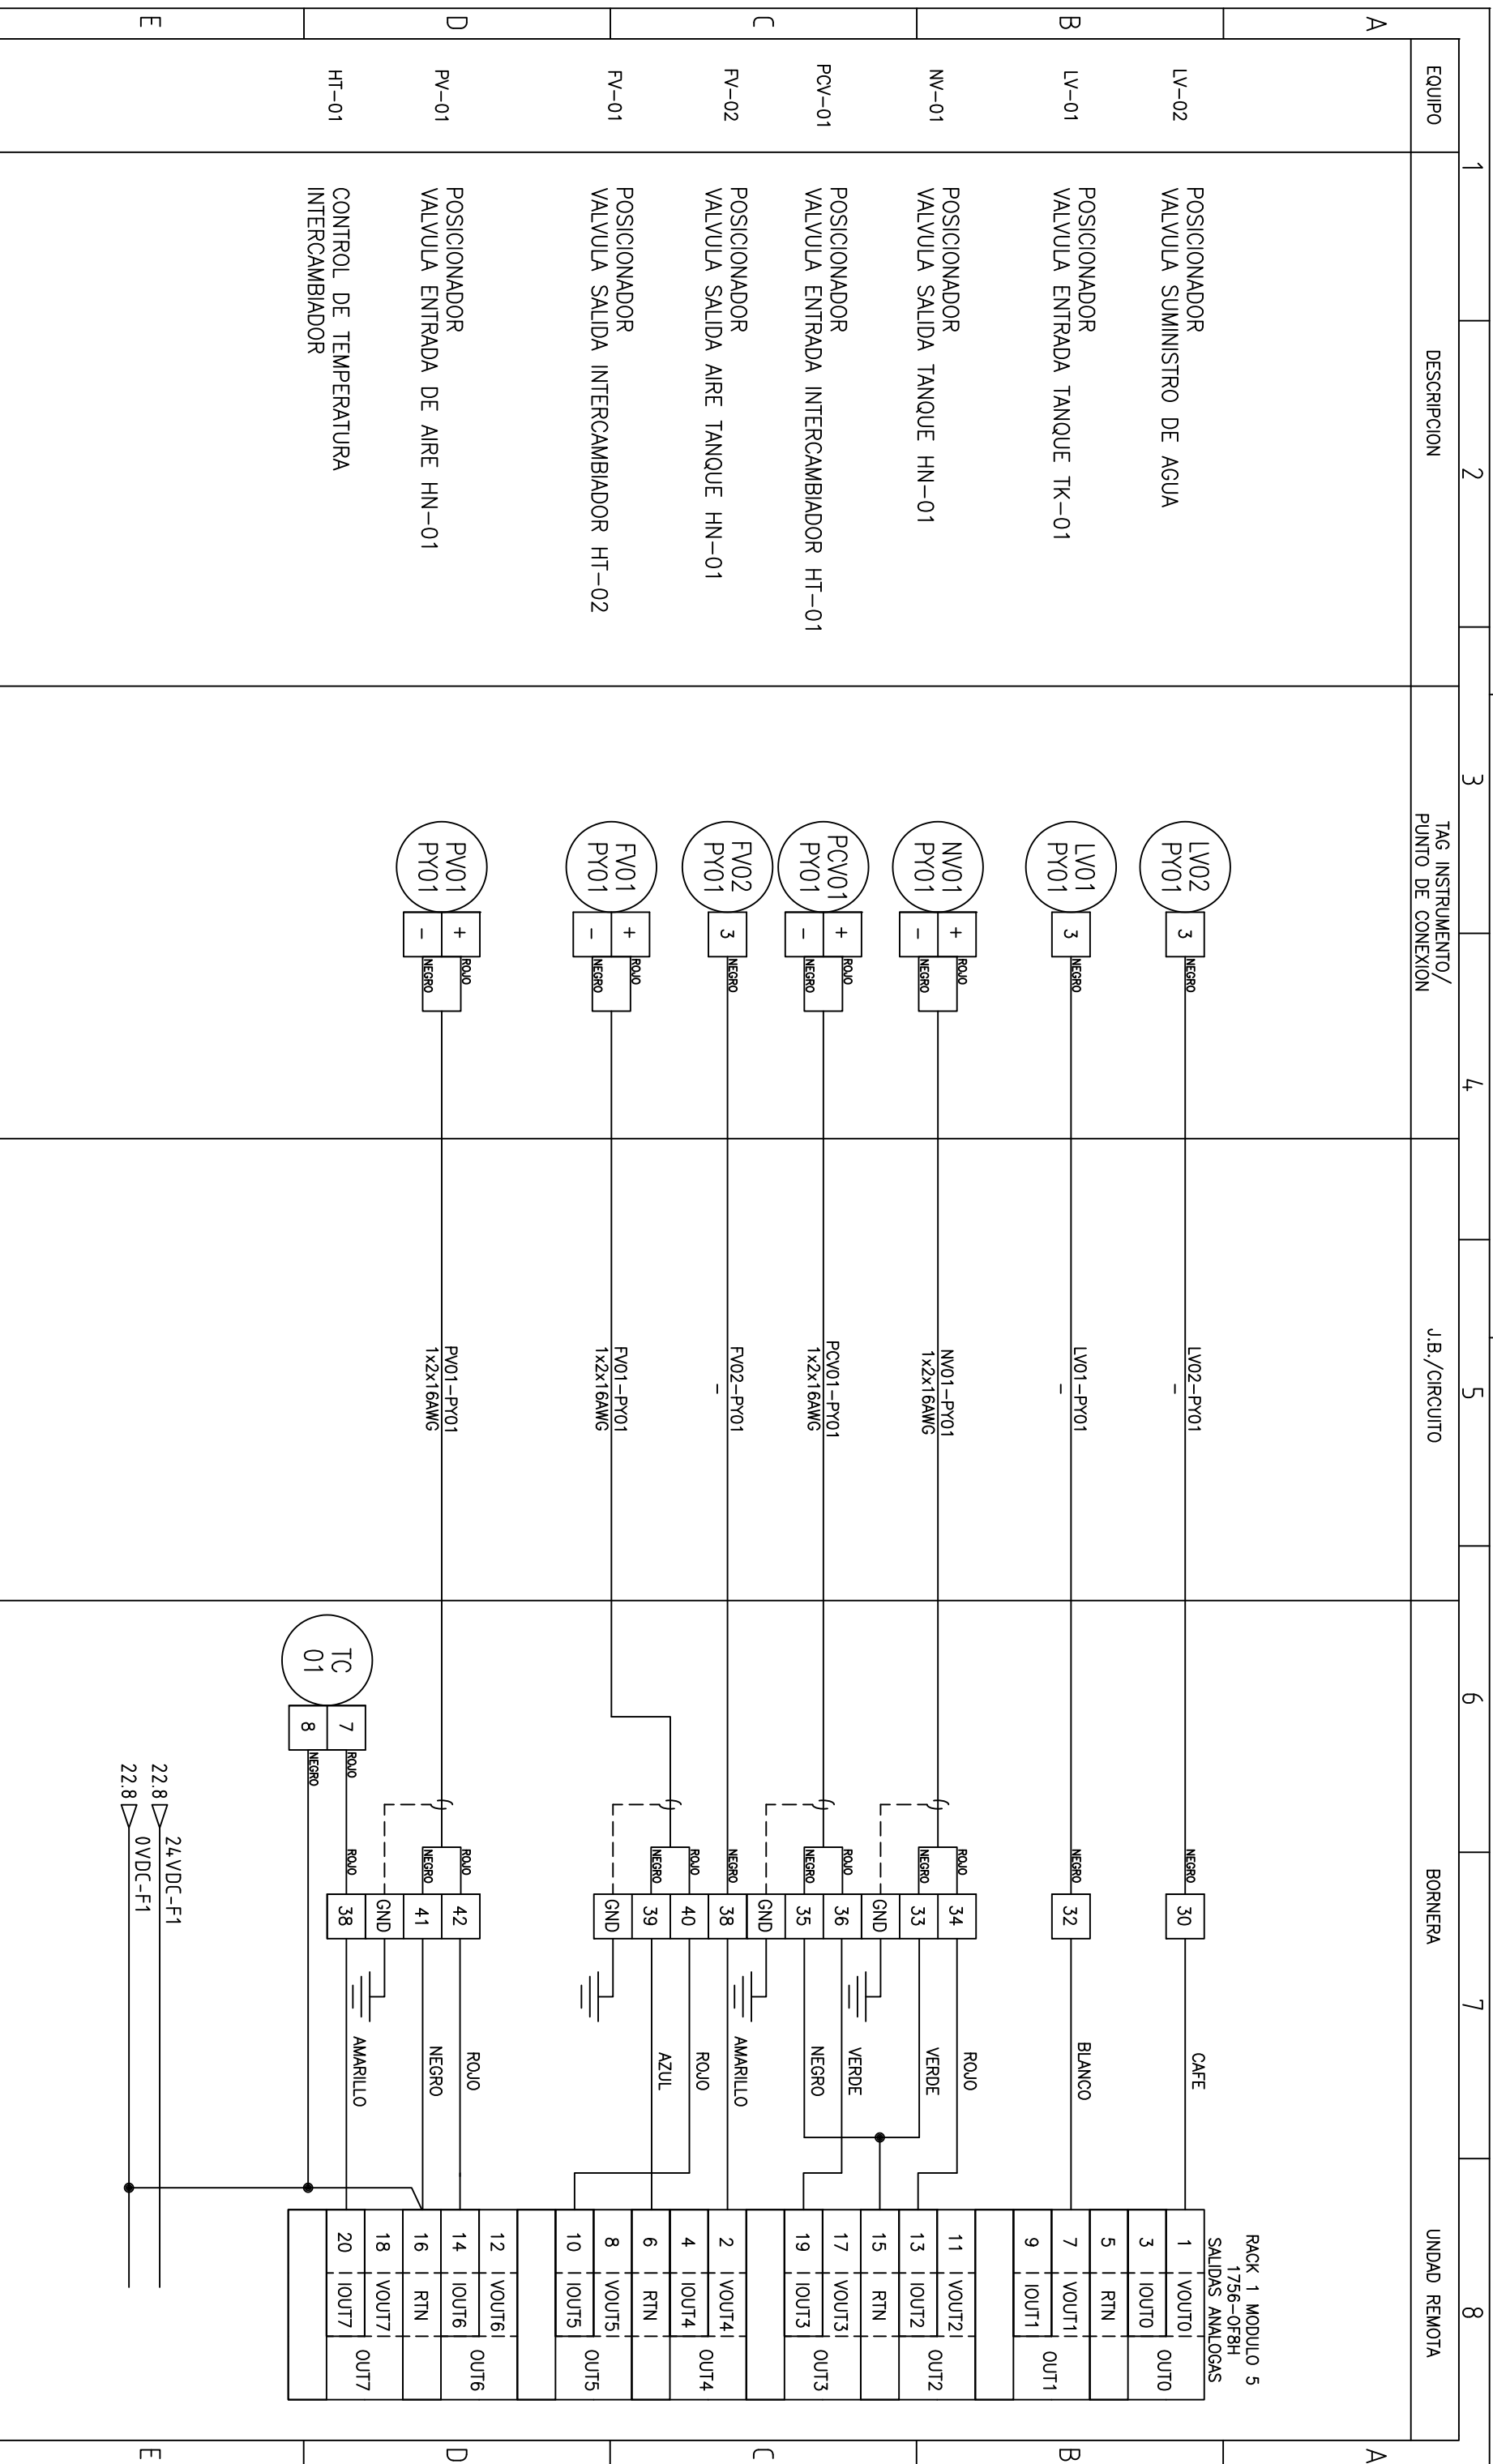 1
2
3
4
5
6
7
8
A
B
C
D
E
EQUIPO
DESCRIPCION
TAG INSTRUMENTO/
PUNTO DE CONEXION
J.B./CIRCUITO
BORNERA
UNDAD REMOTA
RACK 1 MODULO 5
1756-OF8H
SALIDAS ANALOGAS
LV-02
POSICIONADOR
VALVULA SUMINISTRO DE AGUA
LV02
PY01
3
NEGRO
LV02-PY01
-
NEGRO
30
CAFE
LV-01
POSICIONADOR
VALVULA ENTRADA TANQUE TK-01
LV01
PY01
3
NEGRO
LV01-PY01
-
NEGRO
32
BLANCO
NV-01
POSICIONADOR
VALVULA SALIDA TANQUE HN-01
NV01
PY01
+
-
ROJO
NEGRO
NV01-PY01
1x2x16AWG
ROJO
NEGRO
34
33
GND
ROJO
VERDE
PCV-01
POSICIONADOR
VALVULA ENTRADA INTERCAMBIADOR HT-01
PCV01
PY01
+
-
ROJO
NEGRO
PCV01-PY01
1x2x16AWG
ROJO
NEGRO
36
35
GND
VERDE
NEGRO
FV-02
POSICIONADOR
VALVULA SALIDA AIRE TANQUE HN-01
FV02
PY01
3
NEGRO
FV02-PY01
-
NEGRO
38
AMARILLO
FV-01
POSICIONADOR
VALVULA SALIDA INTERCAMBIADOR HT-02
FV01
PY01
+
-
ROJO
NEGRO
FV01-PY01
1x2x16AWG
ROJO
NEGRO
40
39
GND
ROJO
AZUL
PV-01
POSICIONADOR
VALVULA ENTRADA DE AIRE HN-01
PV01
PY01
+
-
ROJO
NEGRO
PV01-PY01
1x2x16AWG
ROJO
NEGRO
42
41
GND
ROJO
NEGRO
HT-01
CONTROL DE TEMPERATURA
INTERCAMBIADOR
TC
01
7
8
ROJO
NEGRO
ROJO
38
AMARILLO
1 VOUT0
3 IOUT0
OUT0
5 RTN
7 VOUT1
9 IOUT1
OUT1
11 VOUT2
13 IOUT2
OUT2
15 RTN
17 VOUT3
19 IOUT3
OUT3
2 VOUT4
4 IOUT4
OUT4
6 RTN
8 VOUT5
10 IOUT5
OUT5
12 VOUT6
14 IOUT6
OUT6
16 RTN
18 VOUT7
20 IOUT7
OUT7
22.8 24VDC-F1
22.8 0VDC-F1
A
B
C
D
E